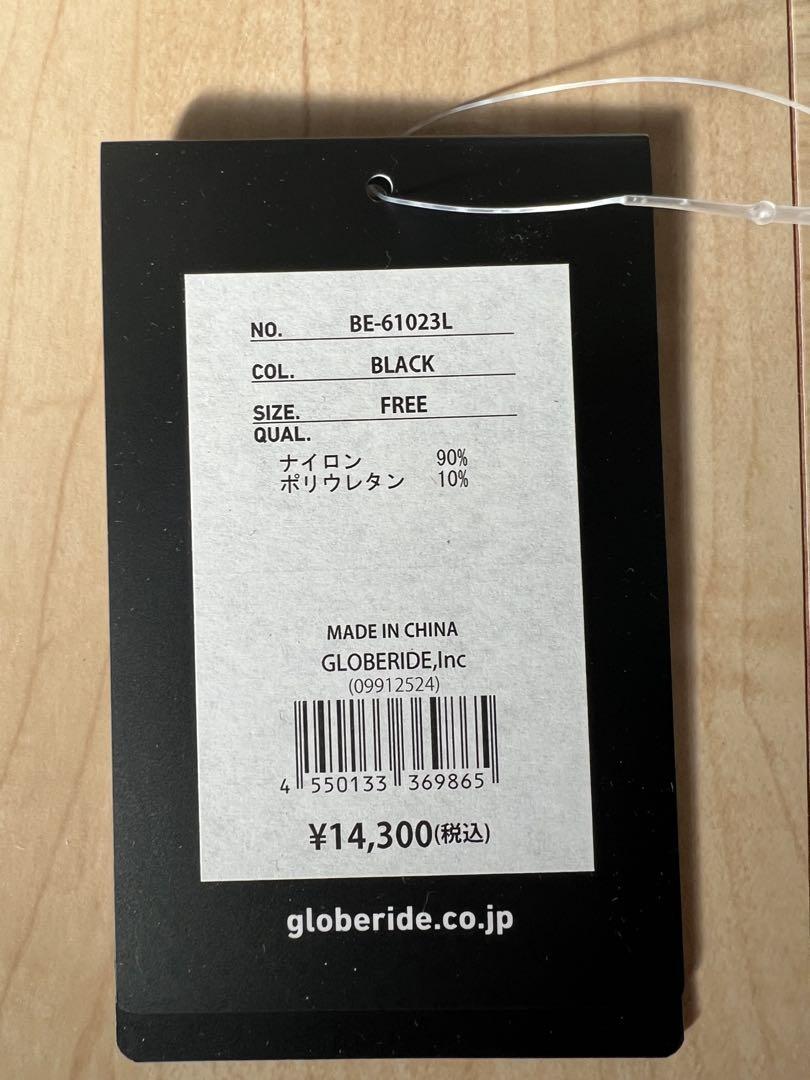 NO. BE-61023L
COL. BLACK
SIZE. FREE
QUAL.
ナイロン 90%
ポリウレタン 10%
MADE IN CHINA
GLOBERIDE,Inc
(09912524)
4 550133 369865
¥14,300(税込)
globeride.co.jp